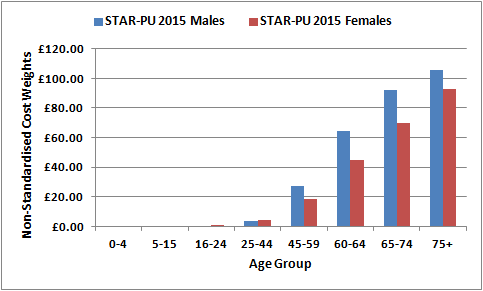 STAR-PU 2015 Males STAR-PU 2015 Females
Non-Standardised Cost Weights
£120.00
£100.00
£80.00
£60.00
£40.00
£20.00
£0.00
0-4 5-15 16-24 25-44 45-59 60-64 65-74 75+
Age Group